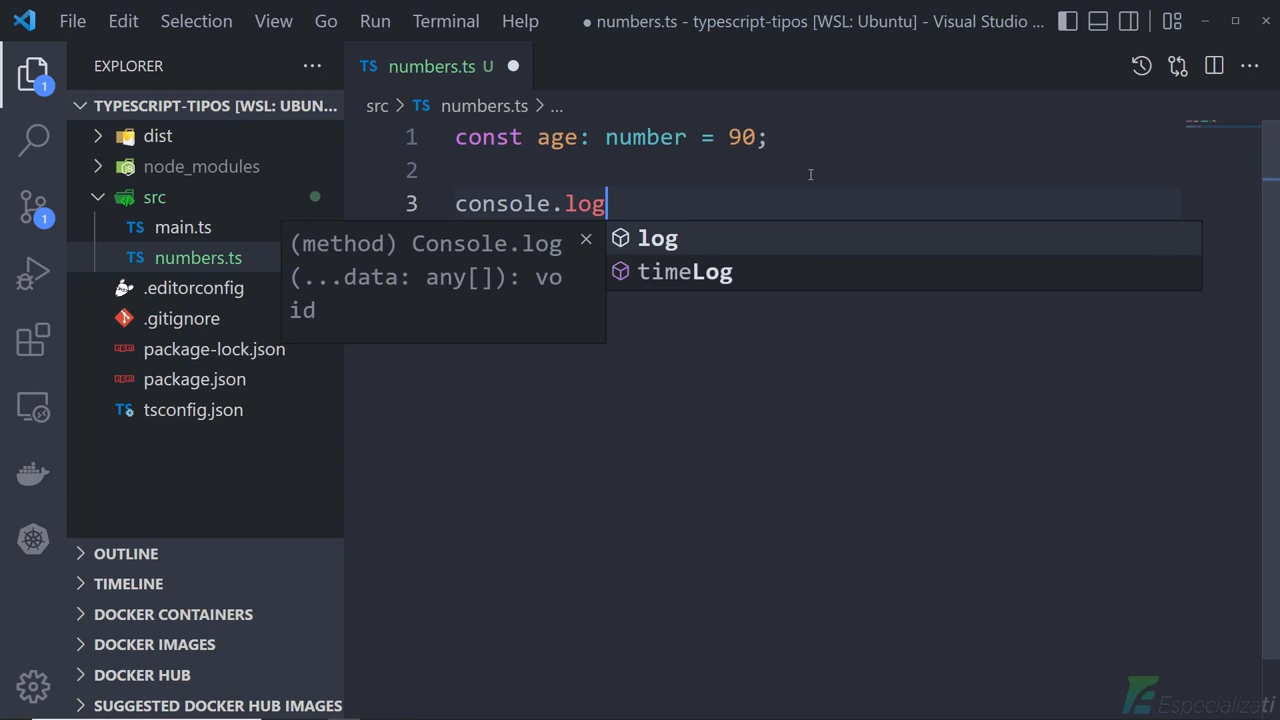 File Edit Selection View Go Run Terminal Help ● numbers.ts - typescript-tipos [WSL: Ubuntu] - Visual Studio ...
EXPLORER ...
TS numbers.ts U
TYPESCRIPT-TIPOS [WSL: UBUN...
src > TS numbers.ts > ...
dist
node_modules
src
TS main.ts
TS numbers.ts
.editorconfig
.gitignore
package-lock.json
package.json
TS tsconfig.json
1 const age: number = 90;
2
3 console.log
(method) Console.log
(...data: any[]): vo
id
log
timeLog
1
1
OUTLINE
TIMELINE
DOCKER CONTAINERS
DOCKER IMAGES
DOCKER HUB
SUGGESTED DOCKER HUB IMAGES
Especializati